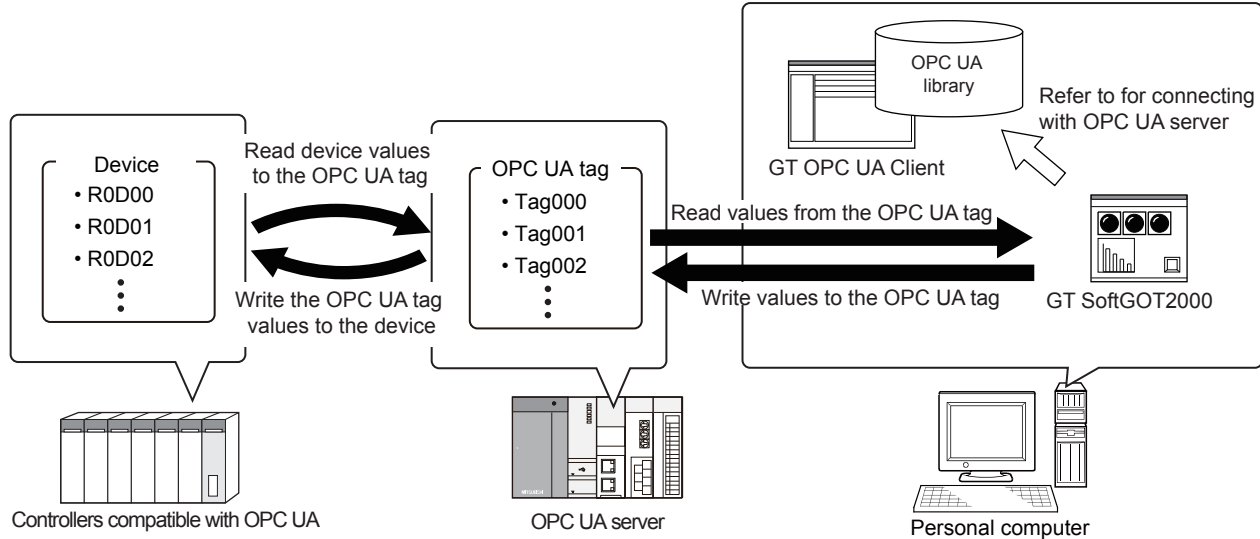 Device
• R0D00
• R0D01
• R0D02
Read device values
to the OPC UA tag
Write the OPC UA tag
values to the device
OPC UA tag
• Tag000
• Tag001
• Tag002
Read values from the OPC UA tag
Write values to the OPC UA tag
OPC UA
library
GT OPC UA Client
Refer to for connecting
with OPC UA server
GT SoftGOT2000
Controllers compatible with OPC UA
MITSUBISHI
OPC UA server
Personal computer